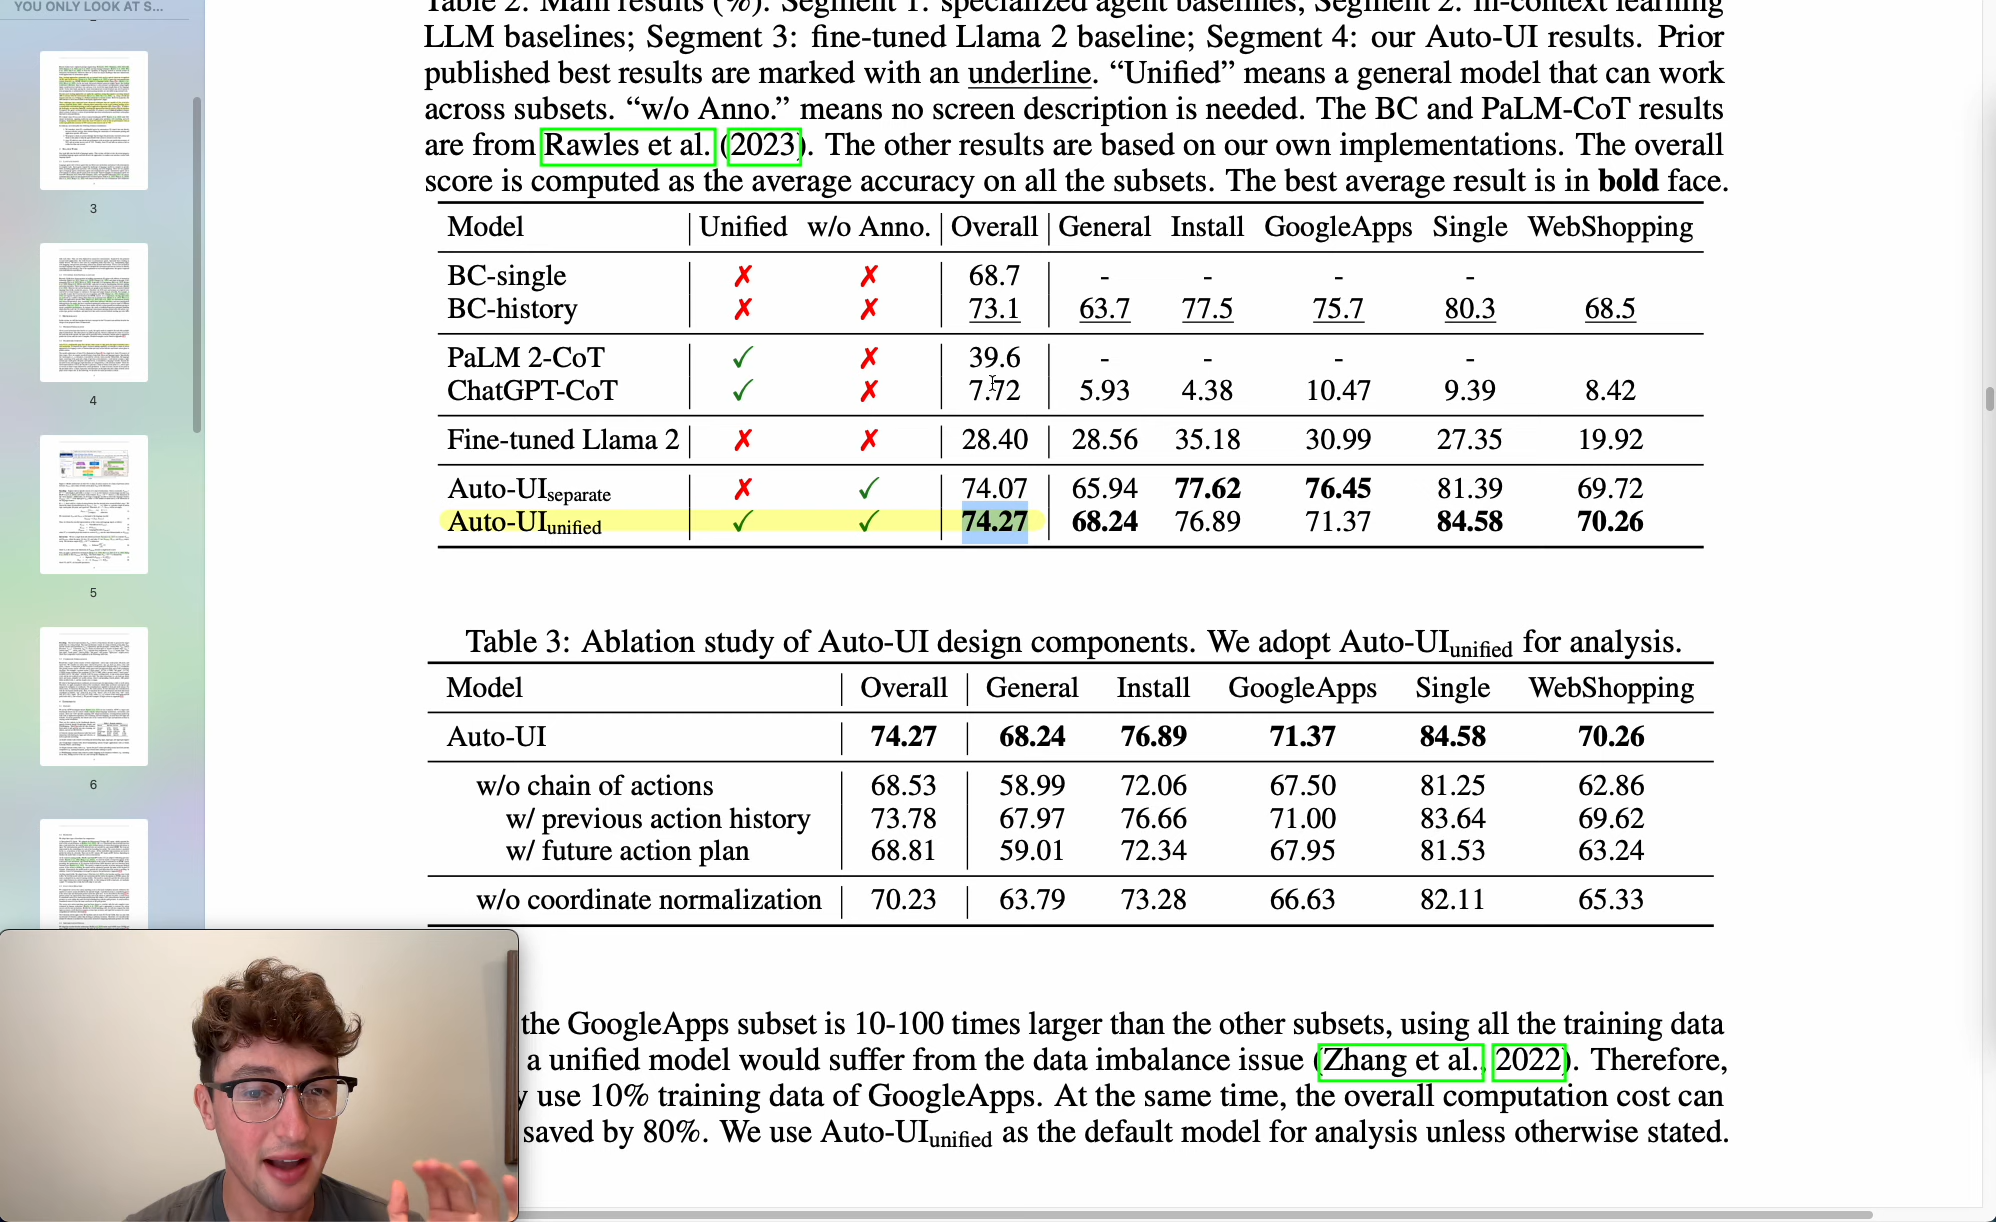 YOU ONLY LOOK AT S...
3
4
5
6
Table 2: Main results (%). Segment 1: specialized agent baselines; Segment 2: in-context learning
LLM baselines; Segment 3: fine-tuned Llama 2 baseline; Segment 4: our Auto-UI results. Prior
published best results are marked with an underline. “Unified” means a general model that can work
across subsets. “w/o Anno.” means no screen description is needed. The BC and PaLM-CoT results
are from Rawles et al. (2023). The other results are based on our own implementations. The overall
score is computed as the average accuracy on all the subsets. The best average result is in bold face.
Model Unified w/o Anno. Overall General Install GoogleApps Single WebShopping
BC-single ✗ ✗ 68.7 - - - -
BC-history ✗ ✗ 73.1 63.7 77.5 75.7 80.3 68.5
PaLM 2-CoT ✓ ✗ 39.6 - - - -
ChatGPT-CoT ✓ ✗ 7.72 5.93 4.38 10.47 9.39 8.42
Fine-tuned Llama 2 ✗ ✗ 28.40 28.56 35.18 30.99 27.35 19.92
Auto-UIseparate ✗ ✓ 74.07 65.94 77.62 76.45 81.39 69.72
Auto-UIunified ✓ ✓ 74.27 68.24 76.89 71.37 84.58 70.26
Table 3: Ablation study of Auto-UI design components. We adopt Auto-UIunified for analysis.
Model Overall General Install GoogleApps Single WebShopping
Auto-UI 74.27 68.24 76.89 71.37 84.58 70.26
w/o chain of actions 68.53 58.99 72.06 67.50 81.25 62.86
w/ previous action history 73.78 67.97 76.66 71.00 83.64 69.62
w/ future action plan 68.81 59.01 72.34 67.95 81.53 63.24
w/o coordinate normalization 70.23 63.79 73.28 66.63 82.11 65.33
the GoogleApps subset is 10-100 times larger than the other subsets, using all the training data
a unified model would suffer from the data imbalance issue (Zhang et al., 2022). Therefore,
use 10% training data of GoogleApps. At the same time, the overall computation cost can
saved by 80%. We use Auto-UIunified as the default model for analysis unless otherwise stated.